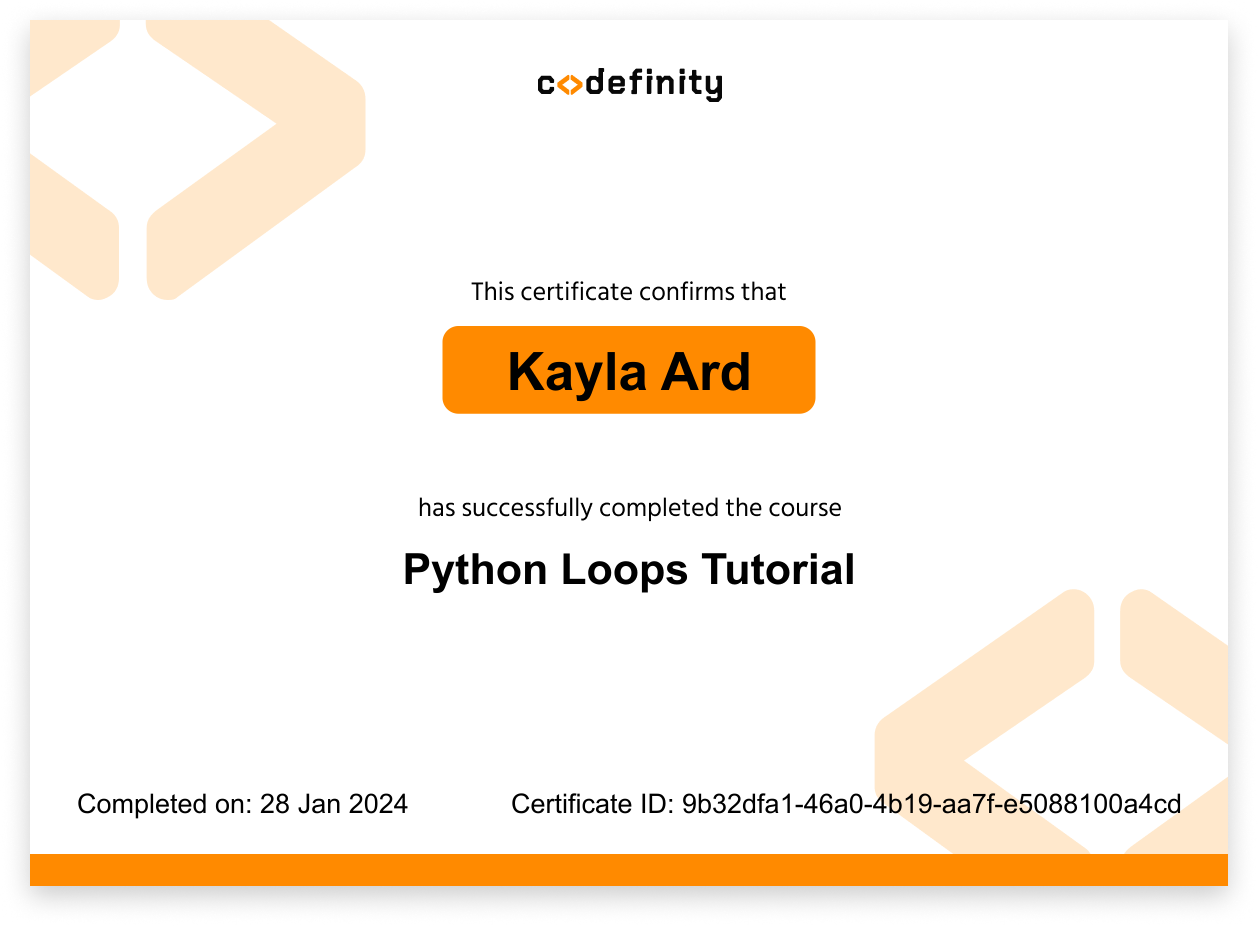 codefinity
This certificate confirms that
Kayla Ard
has successfully completed the course
Python Loops Tutorial
Completed on: 28 Jan 2024
Certificate ID: 9b32dfa1-46a0-4b19-aa7f-e5088100a4cd